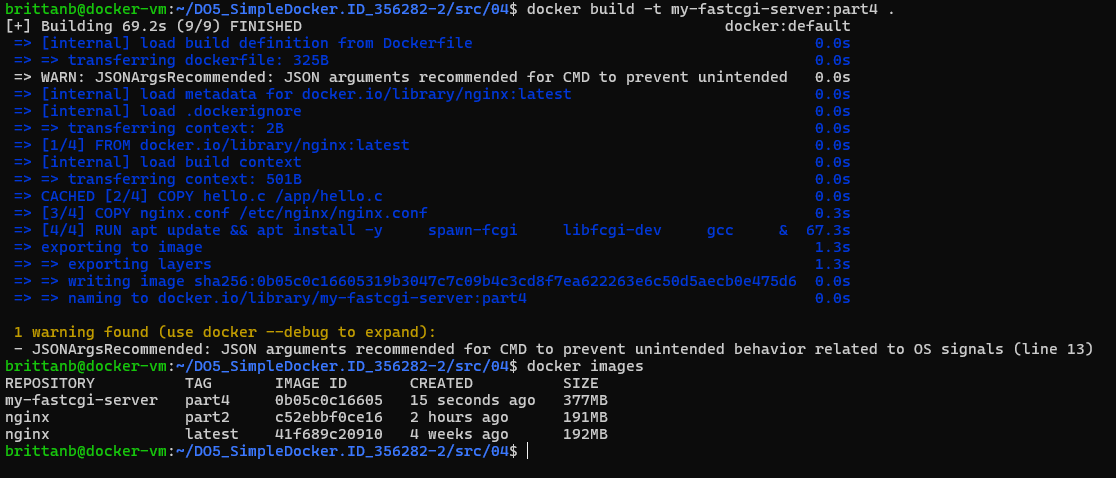 brittanb@docker-vm:~/DO5_SimpleDocker.ID_356282-2/src/04$ docker build -t my-fastcgi-server:part4 .
[+] Building 69.2s (9/9) FINISHED docker:default
=> [internal] load build definition from Dockerfile 0.0s
=> => transferring dockerfile: 325B 0.0s
=> WARN: JSONArgsRecommended: JSON arguments recommended for CMD to prevent unintended 0.0s
=> [internal] load metadata for docker.io/library/nginx:latest 0.0s
=> [internal] load .dockerignore 0.0s
=> => transferring context: 2B 0.0s
=> [1/4] FROM docker.io/library/nginx:latest 0.0s
=> [internal] load build context 0.0s
=> => transferring context: 501B 0.0s
=> CACHED [2/4] COPY hello.c /app/hello.c 0.0s
=> [3/4] COPY nginx.conf /etc/nginx/nginx.conf 0.3s
=> [4/4] RUN apt update && apt install -y     spawn-fcgi     libfcgi-dev     gcc     & 67.3s
=> exporting to image 1.3s
=> => exporting layers 1.3s
=> => writing image sha256:0b05c0c16605319b3047c7c09b4c3cd8f7ea622263e6c50d5aecb0e475d6 0.0s
=> => naming to docker.io/library/my-fastcgi-server:part4 0.0s
1 warning found (use docker --debug to expand):
- JSONArgsRecommended: JSON arguments recommended for CMD to prevent unintended behavior related to OS signals (line 13)
brittanb@docker-vm:~/DO5_SimpleDocker.ID_356282-2/src/04$ docker images
REPOSITORY TAG IMAGE ID CREATED SIZE
my-fastcgi-server part4 0b05c0c16605 15 seconds ago 377MB
nginx part2 c52ebbf0ce16 2 hours ago 191MB
nginx latest 41f689c20910 4 weeks ago 192MB
brittanb@docker-vm:~/DO5_SimpleDocker.ID_356282-2/src/04$